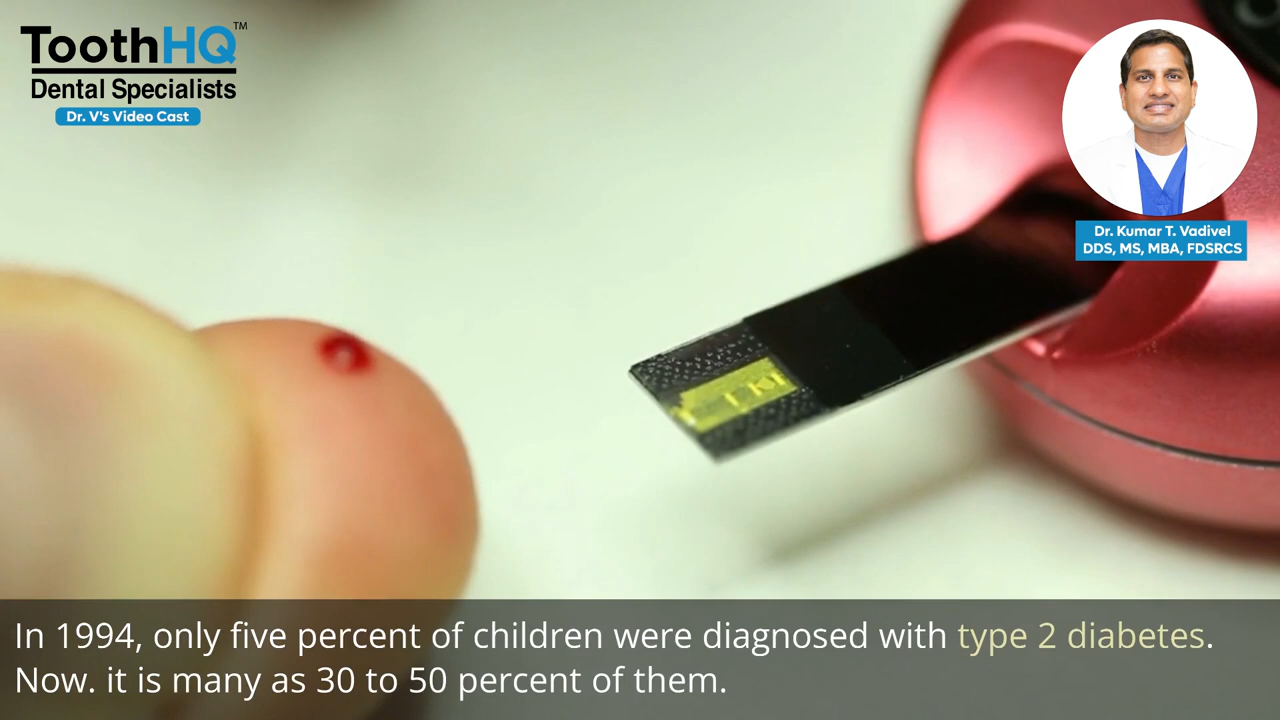 ToothHQ™
Dental Specialists
Dr. V's Video Cast
Dr. Kumar T. Vadivel
DDS, MS, MBA, FDSRCS
In 1994, only five percent of children were diagnosed with type 2 diabetes.
Now. it is many as 30 to 50 percent of them.